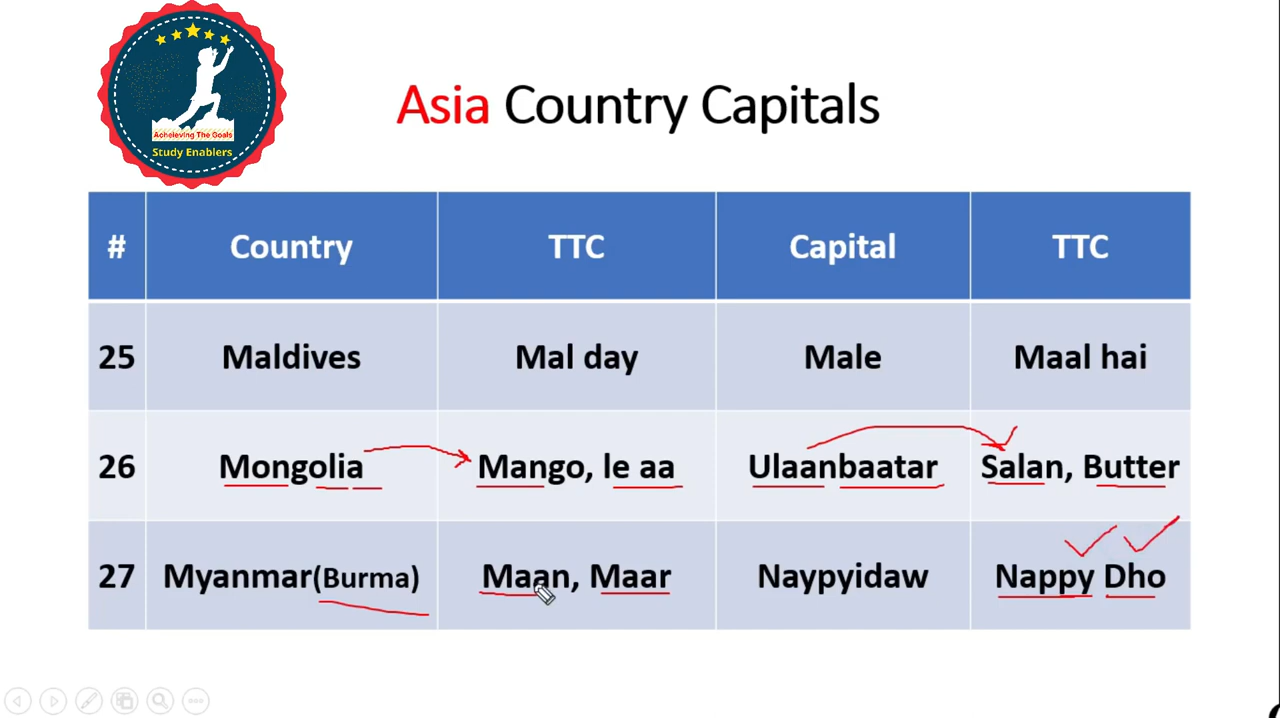 Acheleving The Goals
Study Enablers
Asia Country Capitals
# Country TTC Capital TTC
25 Maldives Mal day Male Maal hai
26 Mongolia Mango, le aa Ulaanbaatar Salan, Butter
27 Myanmar(Burma) Maan, Maar Naypyidaw Nappy Dho